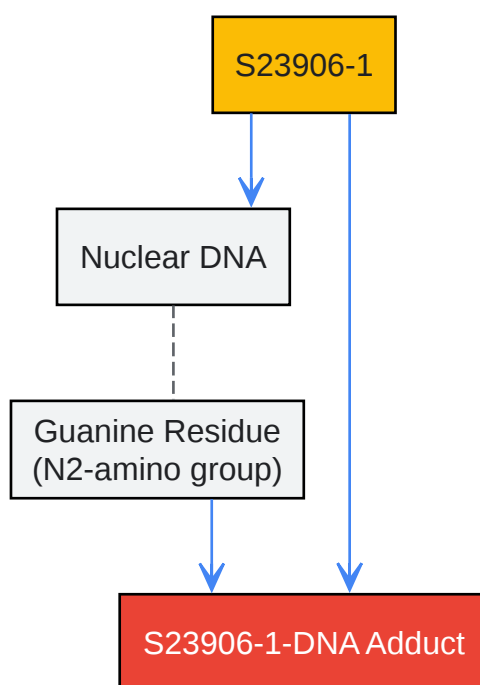 S23906-1
Nuclear DNA
Guanine Residue
(N2-amino group)
S23906-1-DNA Adduct